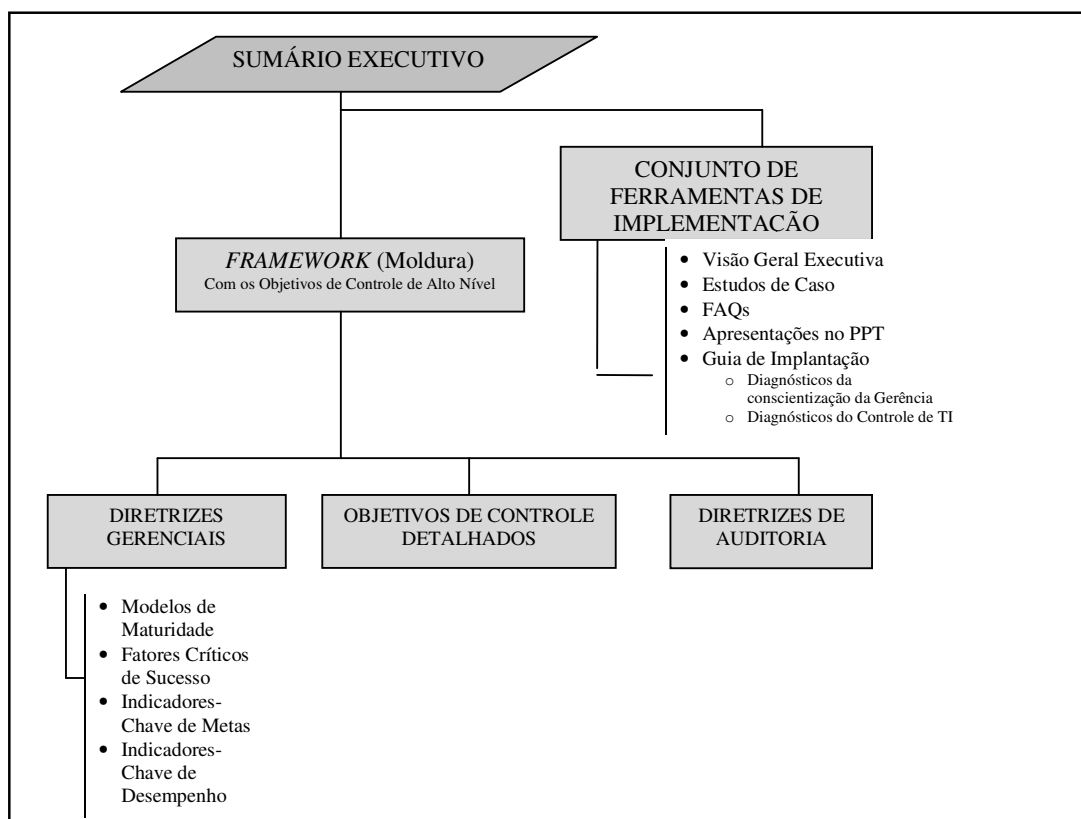 SUMÁRIO EXECUTIVO
CONJUNTO DE
FERRAMENTAS DE
IMPLEMENTACÃO
• Visão Geral Executiva
• Estudos de Caso
• FAQs
• Apresentações no PPT
• Guia de Implantação
o Diagnósticos da
conscientização da Gerência
o Diagnósticos do Controle de TI
FRAMEWORK (Moldura)
Com os Objetivos de Controle de Alto Nível
DIRETRIZES
GERENCIAIS
• Modelos de
Maturidade
• Fatores Críticos
de Sucesso
• Indicadores-
Chave de Metas
• Indicadores-
Chave de
Desempenho
OBJETIVOS DE CONTROLE
DETALHADOS
DIRETRIZES DE
AUDITORIA